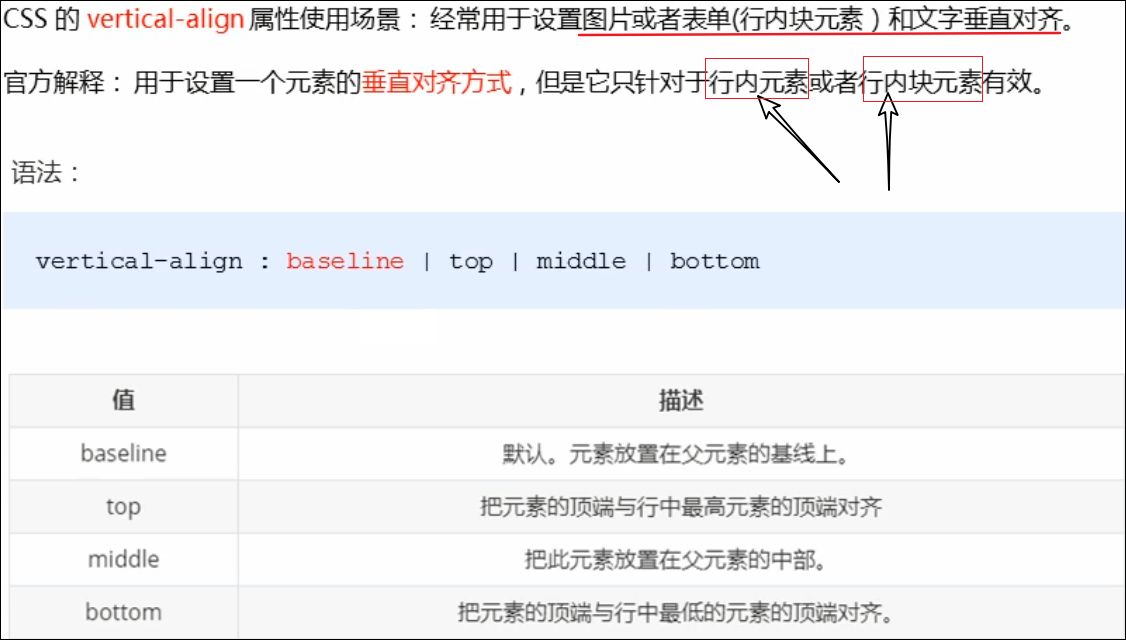 CSS 的 vertical-align 属性使用场景： 经常用于设置图片或者表单(行内块元素）和文字垂直对齐。
官方解释： 用于设置一个元素的垂直对齐方式，但是它只针对于行内元素或者行内块元素有效。
语法：
vertical-align : baseline | top | middle | bottom
值 描述
baseline 默认。元素放置在父元素的基线上。
top 把元素的顶端与行中最高元素的顶端对齐
middle 把此元素放置在父元素的中部。
bottom 把元素的顶端与行中最低的元素的顶端对齐。